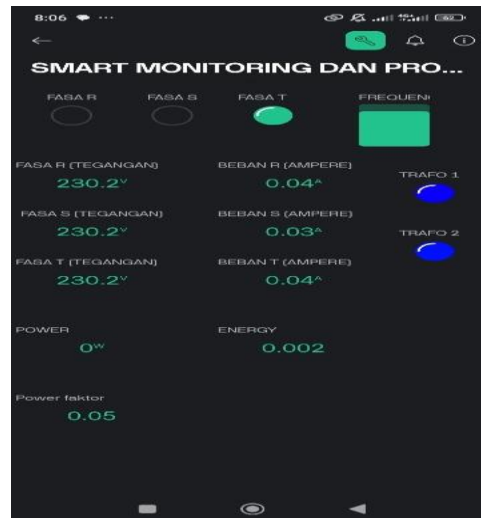 8:06
SMART MONITORING DAN PRO...
FASA R FASA S FASA T FREQUEN
FASA R (TEGANGAN) BEBAN R (AMPERE)
230.2V 0.04A
TRAFO 1
FASA S (TEGANGAN) BEBAN S (AMPERE)
230.2V 0.03A
TRAFO 2
FASA T (TEGANGAN) BEBAN T (AMPERE)
230.2V 0.04A
POWER ENERGY
0W 0.002
Power faktor
0.05